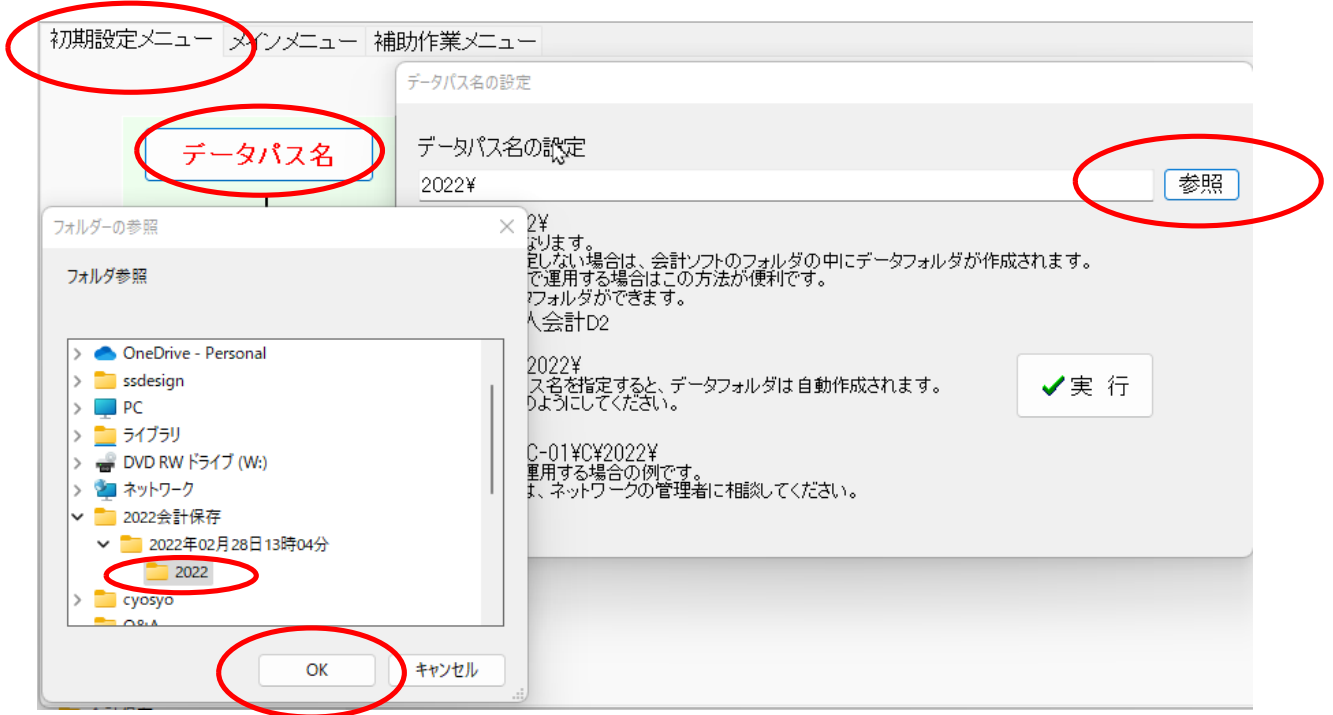 初期設定メニュー メインメニュー 補助作業メニュー
データパス名の設定
データパス名
データパス名の設定
2022¥
参照
2¥
なります。
定しない場合は、会計ソフトのフォルダの中にデータフォルダが作成されます。
で運用する場合はこの方法が便利です。
タフォルダができます。
人会計D2
2022¥
ス名を指定すると、データフォルダは自動作成されます。
のようにしてください。
実 行
C-01¥C¥2022¥
運用する場合の例です。
は、ネットワークの管理者に相談してください。
フォルダーの参照
フォルダ参照
OneDrive - Personal
ssdesign
PC
ライブラリ
DVD RW ドライブ (W:)
ネットワーク
2022会計保存
2022年02月28日13時04分
2022
cyosyo
Q&A
OK
キャンセル